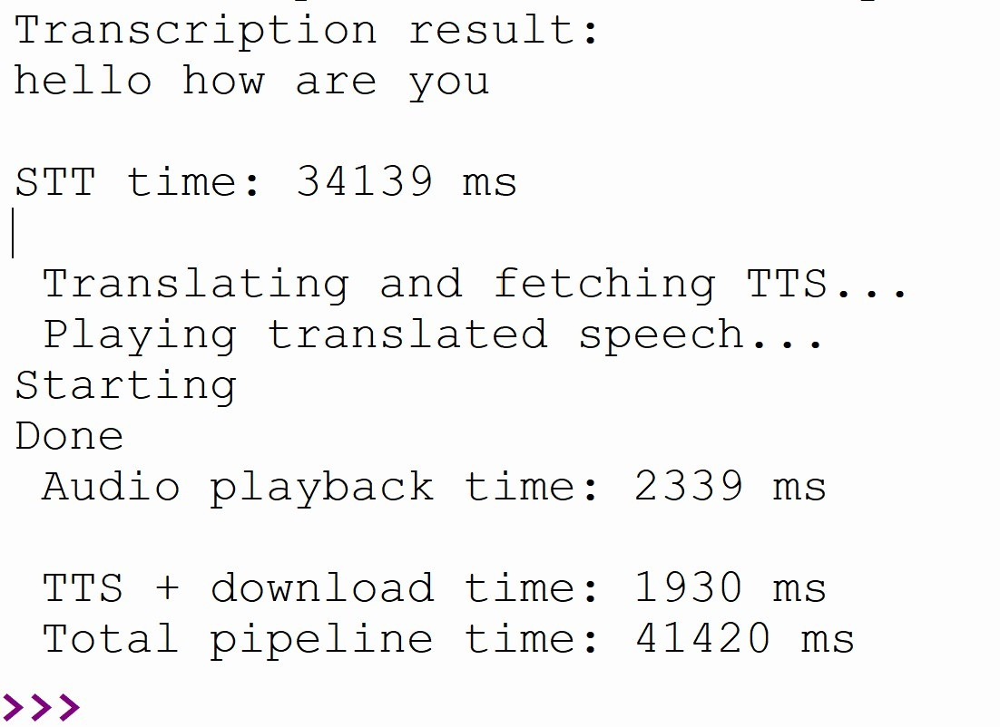 Transcription result:
hello how are you
STT time: 34139 ms
Translating and fetching TTS...
Playing translated speech...
Starting
Done
Audio playback time: 2339 ms
TTS + download time: 1930 ms
Total pipeline time: 41420 ms
>>>